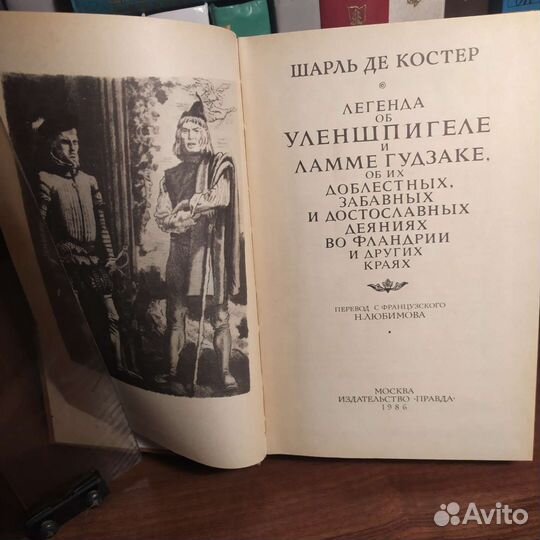 ШАРЛЬ ДЕ КОСТЕР
ЛЕГЕНДА
ОБ
УЛЕНШПИГЕЛЕ
И
ЛАММЕ ГУДЗАКЕ,
ОБ ИХ
ДОБЛЕСТНЫХ,
ЗАБАВНЫХ
И ДОСТОСЛАВНЫХ
ДЕЯНИЯХ
ВО ФЛАНДРИИ
И ДРУГИХ
КРАЯХ
ПЕРЕВОД С ФРАНЦУЗСКОГО
Н.ЛЮБИМОВА
МОСКВА
ИЗДАТЕЛЬСТВО «ПРАВДА»
1986
Avito